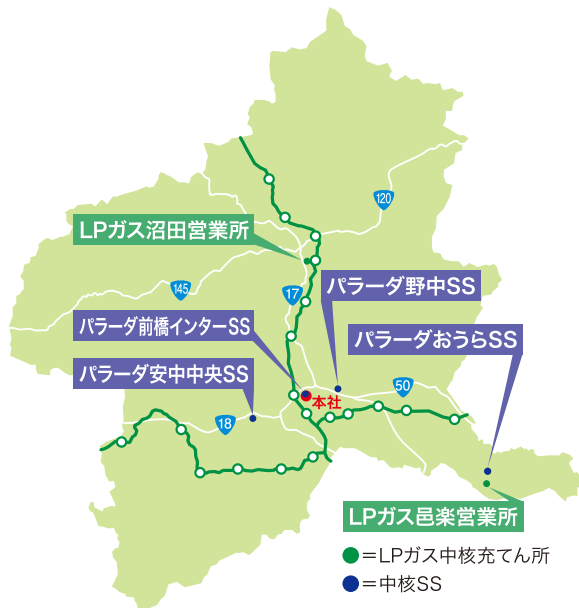 120
LPガス沼田営業所
145
17
パラーダ野中SS
パラーダ前橋インターSS
パラーダおうらSS
パラーダ安中中央SS
50
本社
18
LPガス邑楽営業所
=LPガス中核充てん所
=中核SS